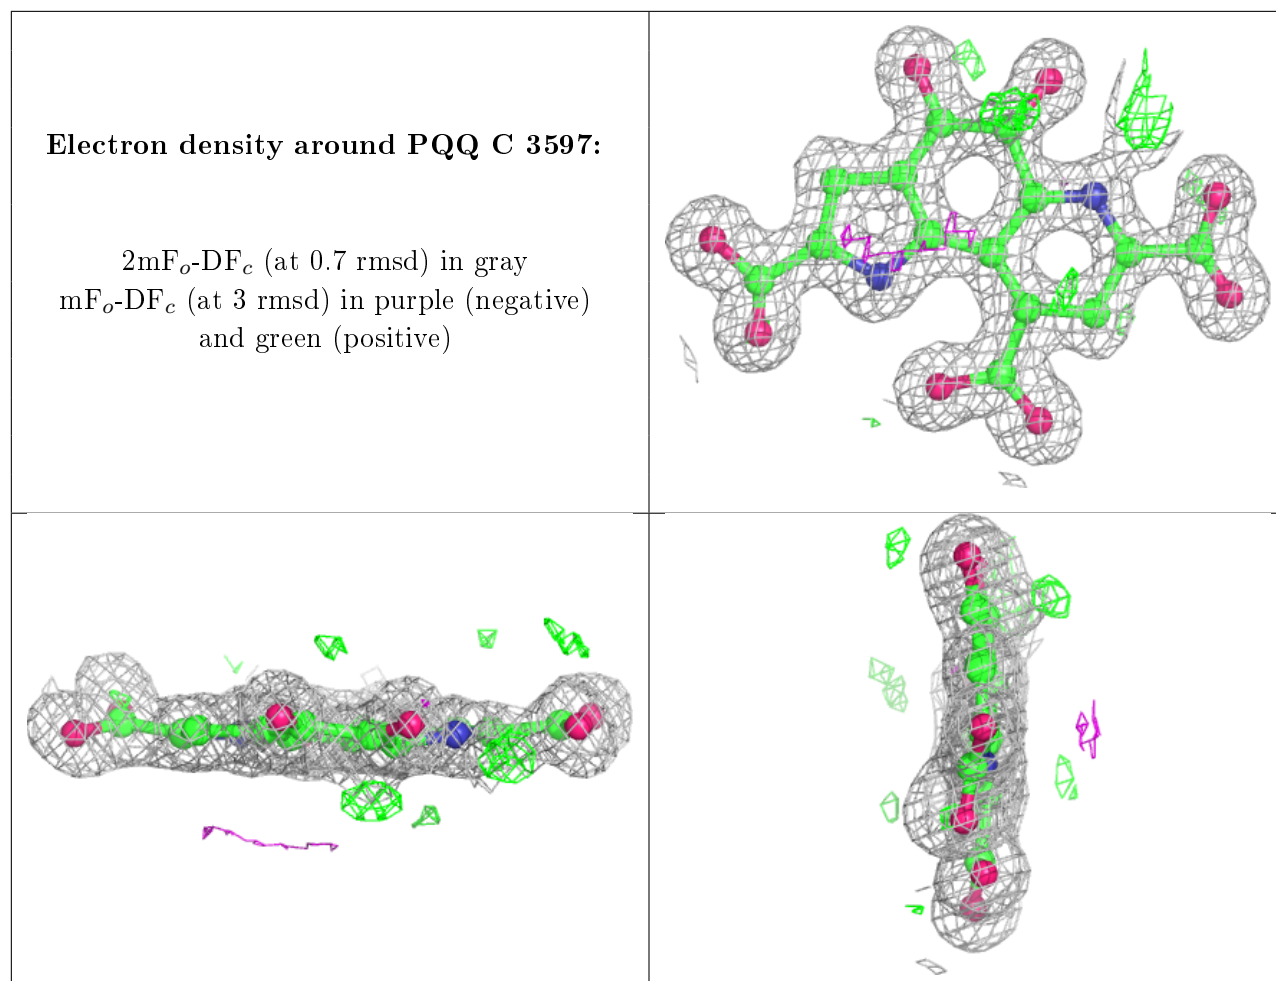 Electron density around PQQ C 3597:
2mFₒ-DF𝒸 (at 0.7 rmsd) in gray
mFₒ-DF𝒸 (at 3 rmsd) in purple (negative)
and green (positive)